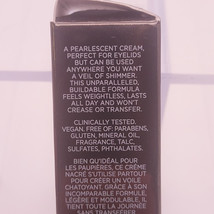 A PEARLESCENT CREAM,
PERFECT FOR EYELIDS
BUT CAN BE USED
ANYWHERE YOU WANT
A VEIL OF SHIMMER.
THIS UNPARALLELED,
BUILDABLE FORMULA
FEELS WEIGHTLESS, LASTS
ALL DAY AND WON'T
CREASE OR TRANSFER.
CLINICALLY TESTED.
VEGAN. FREE OF: PARABENS,
GLUTEN, MINERAL OIL,
FRAGRANCE, TALC,
SULFATES, PHTHALATES.
BIEN QU'IDÉAL POUR
LES PAUPIÈRES, CE CRÈME
NACRÉ S'UTILISE PARTOUT
POUR CRÉER UN VOILE
CHATOYANT. GRÂCE À SON
INCOMPARABLE FORMULE,
LÉGÈRE ET MODULABLE, IL
TIENT TOUTE LA JOURNÉE
SANS TRANSFÉRER